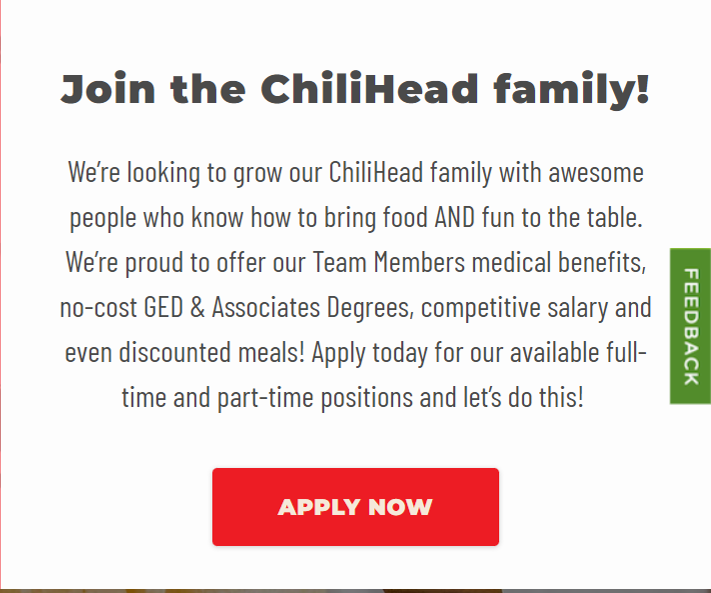 Join the ChiliHead family!
We’re looking to grow our ChiliHead family with awesome
people who know how to bring food AND fun to the table.
We’re proud to offer our Team Members medical benefits,
no-cost GED & Associates Degrees, competitive salary and
even discounted meals! Apply today for our available full-
time and part-time positions and let’s do this!
FEEDBACK
APPLY NOW